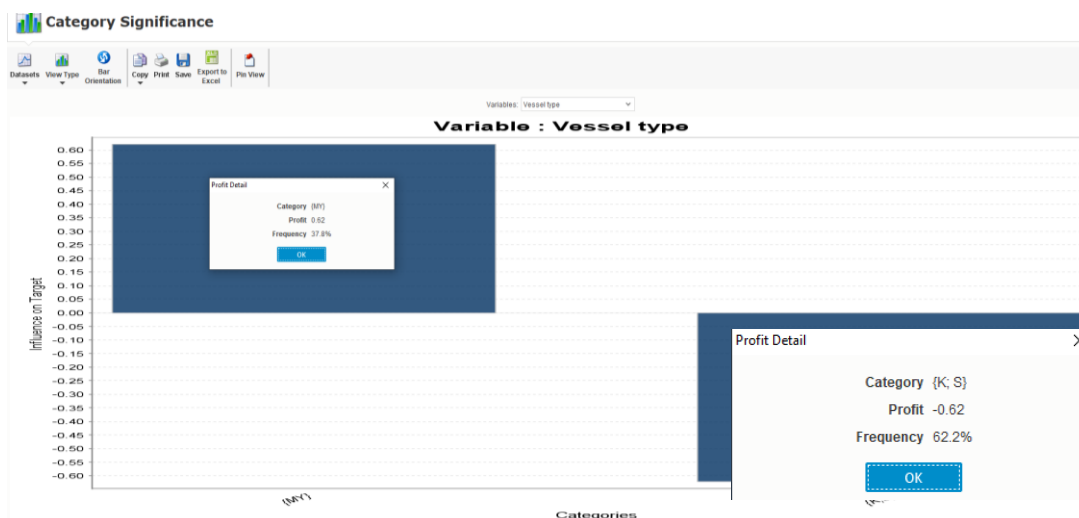 Category Significance
Datasets View Type Bar Orientation Copy Print Save Export to Excel Pin View
Variables: Vessel type
Variable : Vessel type
Influence on Target
0.60
0.55
0.50
0.45
0.40
0.35
0.30
0.25
0.20
0.15
0.10
0.05
0.00
-0.05
-0.10
-0.15
-0.20
-0.25
-0.30
-0.35
-0.40
-0.45
-0.50
-0.55
-0.60
Profit Detail
Category {MY}
Profit 0.62
Frequency 37.8%
OK
Profit Detail
Category {K; S}
Profit -0.62
Frequency 62.2%
OK
{MY}
Categories